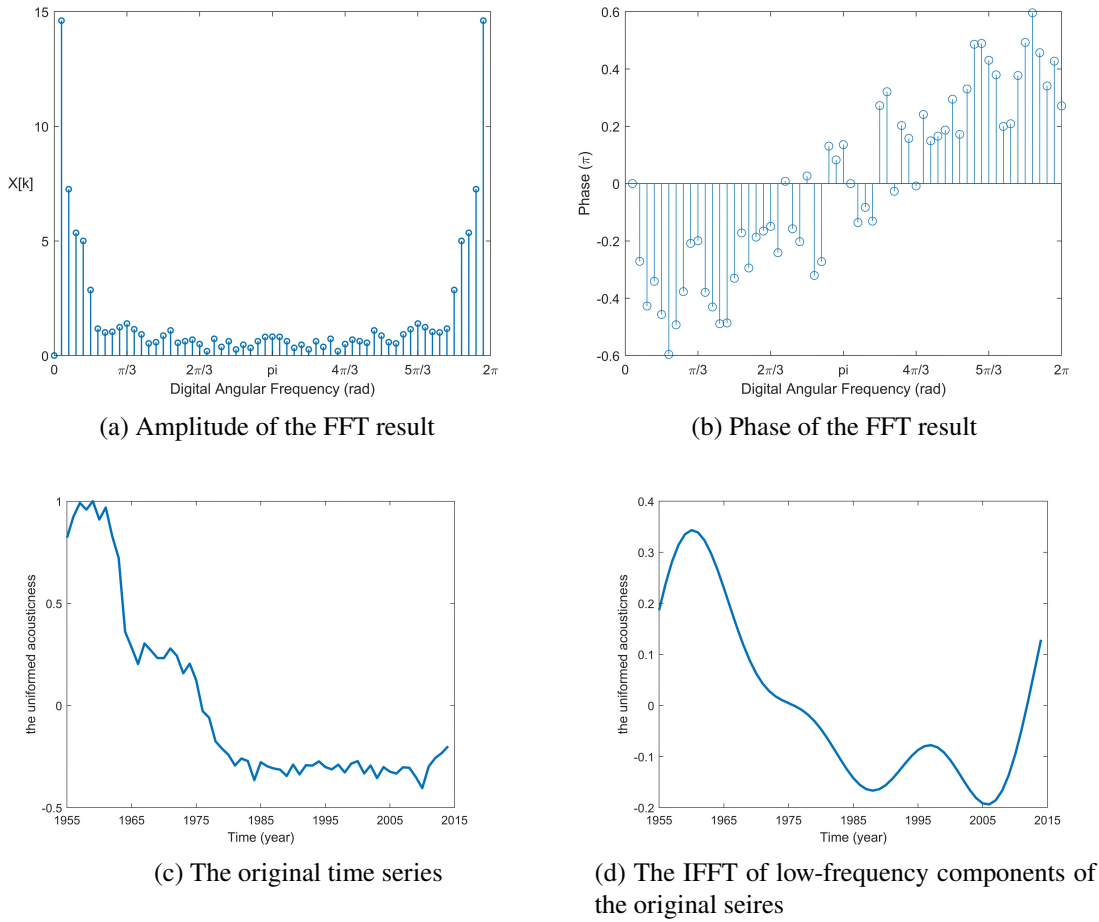 15
10
X[k]
5
0
0 π/3 2π/3 pi 4π/3 5π/3 2π
Digital Angular Frequency (rad)
(a) Amplitude of the FFT result
0.6
0.4
0.2
0
-0.2
-0.4
-0.6
Phase (π)
0 π/3 2π/3 pi 4π/3 5π/3 2π
Digital Angular Frequency (rad)
(b) Phase of the FFT result
1
0.5
0
-0.5
the uniformed acousticness
1955 1965 1975 1985 1995 2005 2015
Time (year)
(c) The original time series
0.4
0.3
0.2
0.1
0
-0.1
-0.2
the uniformed acousticness
1955 1965 1975 1985 1995 2005 2015
Time (year)
(d) The IFFT of low-frequency components of
the original seires